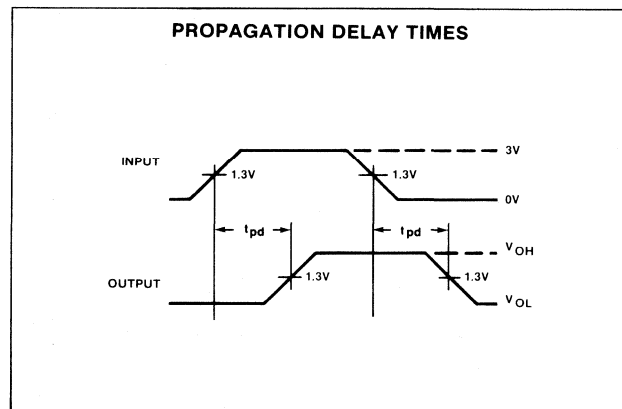 PROPAGATION DELAY TIMES
3V
INPUT
1.3V
1.3V
0V
tpd
tpd
VOH
OUTPUT
1.3V
1.3V
VOL